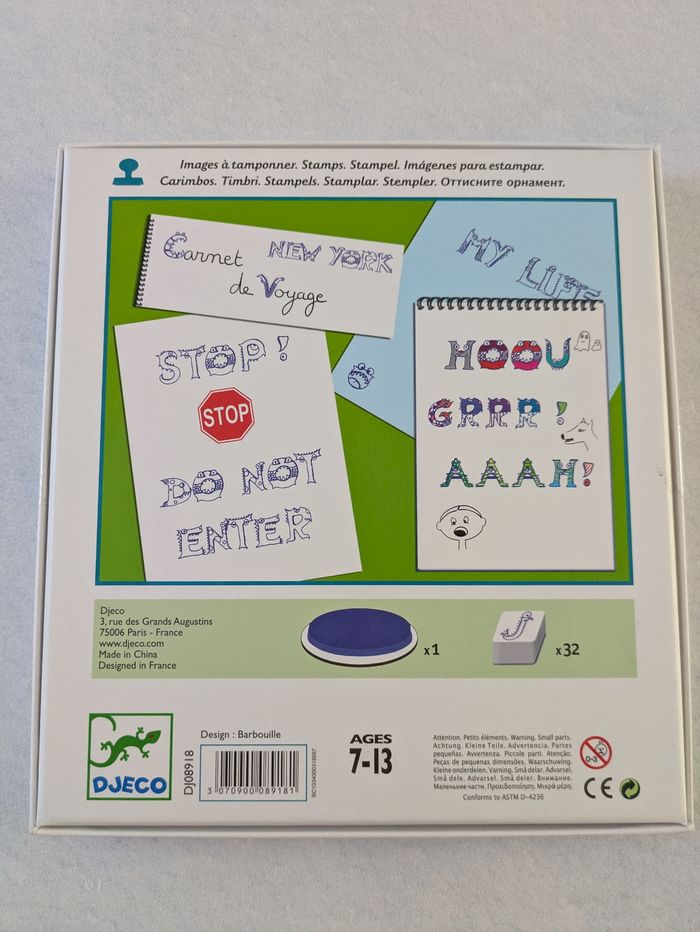 Images à tamponner. Stamps. Stampel. Imágenes para estampar.
Carimbos. Timbri. Stampels. Stamplar. Stempler. Оттисните орнамент.
Carnet NEW YORK
de Voyage
MY LIFE
STOP!
STOP
DO NOT
ENTER
HOOU
GRRR!
AAAH!
Djeco
3, rue des Grands Augustins
75006 Paris - France
www.djeco.com
Made in China
Designed in France
x1
x32
DJECO
DJ08918
Design : Barbouille
3 070900 089181
BC1034000318687
AGES
7-13
Attention. Petits éléments. Warning. Small parts.
Achtung. Kleine Teile. Advertencia. Partes
pequeñas. Avvertenza. Piccole parti. Atenção.
Peças de pequenas dimensões. Waarschuwing.
Kleine onderdelen. Varning. Små delar. Advarsel.
Små dele. Advarsel. Små deler. Внимание.
Маленькие части. Προειδοποίηση. Μικρά μέρη.
Conforms to ASTM D-4236
0-3
CE